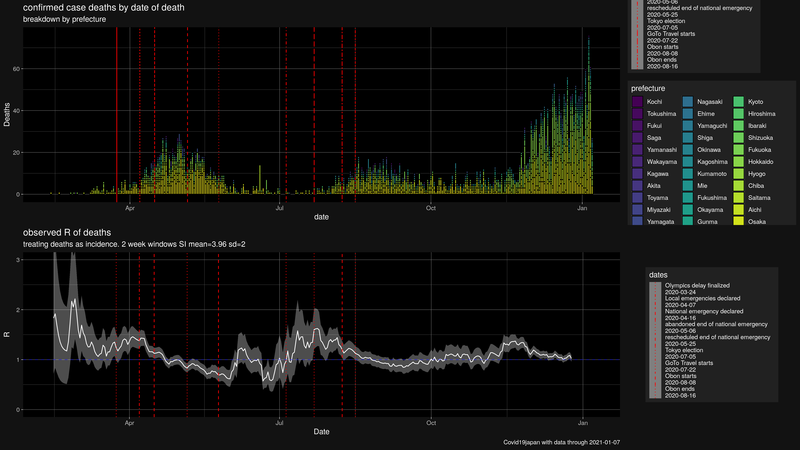 confirmed case deaths by date of death
breakdown by prefecture
60
40
20
0
Deaths
Apr
Jul
Oct
Jan
date
2020-05-06
rescheduled end of national emergency
2020-05-25
Tokyo election
2020-07-05
GoTo Travel starts
2020-07-22
Obon starts
2020-08-08
Obon ends
2020-08-16
prefecture
Kochi Nagasaki Kyoto
Tokushima Ehime Hiroshima
Fukui Yamaguchi Ibaraki
Saga Shiga Shizuoka
Yamanashi Okinawa Fukuoka
Wakayama Kagoshima Hokkaido
Kagawa Kumamoto Hyogo
Akita Mie Chiba
Toyama Fukushima Saitama
Miyazaki Okayama Aichi
Yamagata Gunma Osaka
observed R of deaths
treating deaths as incidence. 2 week windows SI mean=3.96 sd=2
3
2
1
0
R
Apr
Jul
Oct
Jan
Date
dates
Olympics delay finalized
2020-03-24
Local emergencies declared
2020-04-07
National emergency declared
2020-04-16
abandoned end of national emergency
2020-05-06
rescheduled end of national emergency
2020-05-25
Tokyo election
2020-07-05
GoTo Travel starts
2020-07-22
Obon starts
2020-08-08
Obon ends
2020-08-16
Covid19japan with data through 2021-01-07